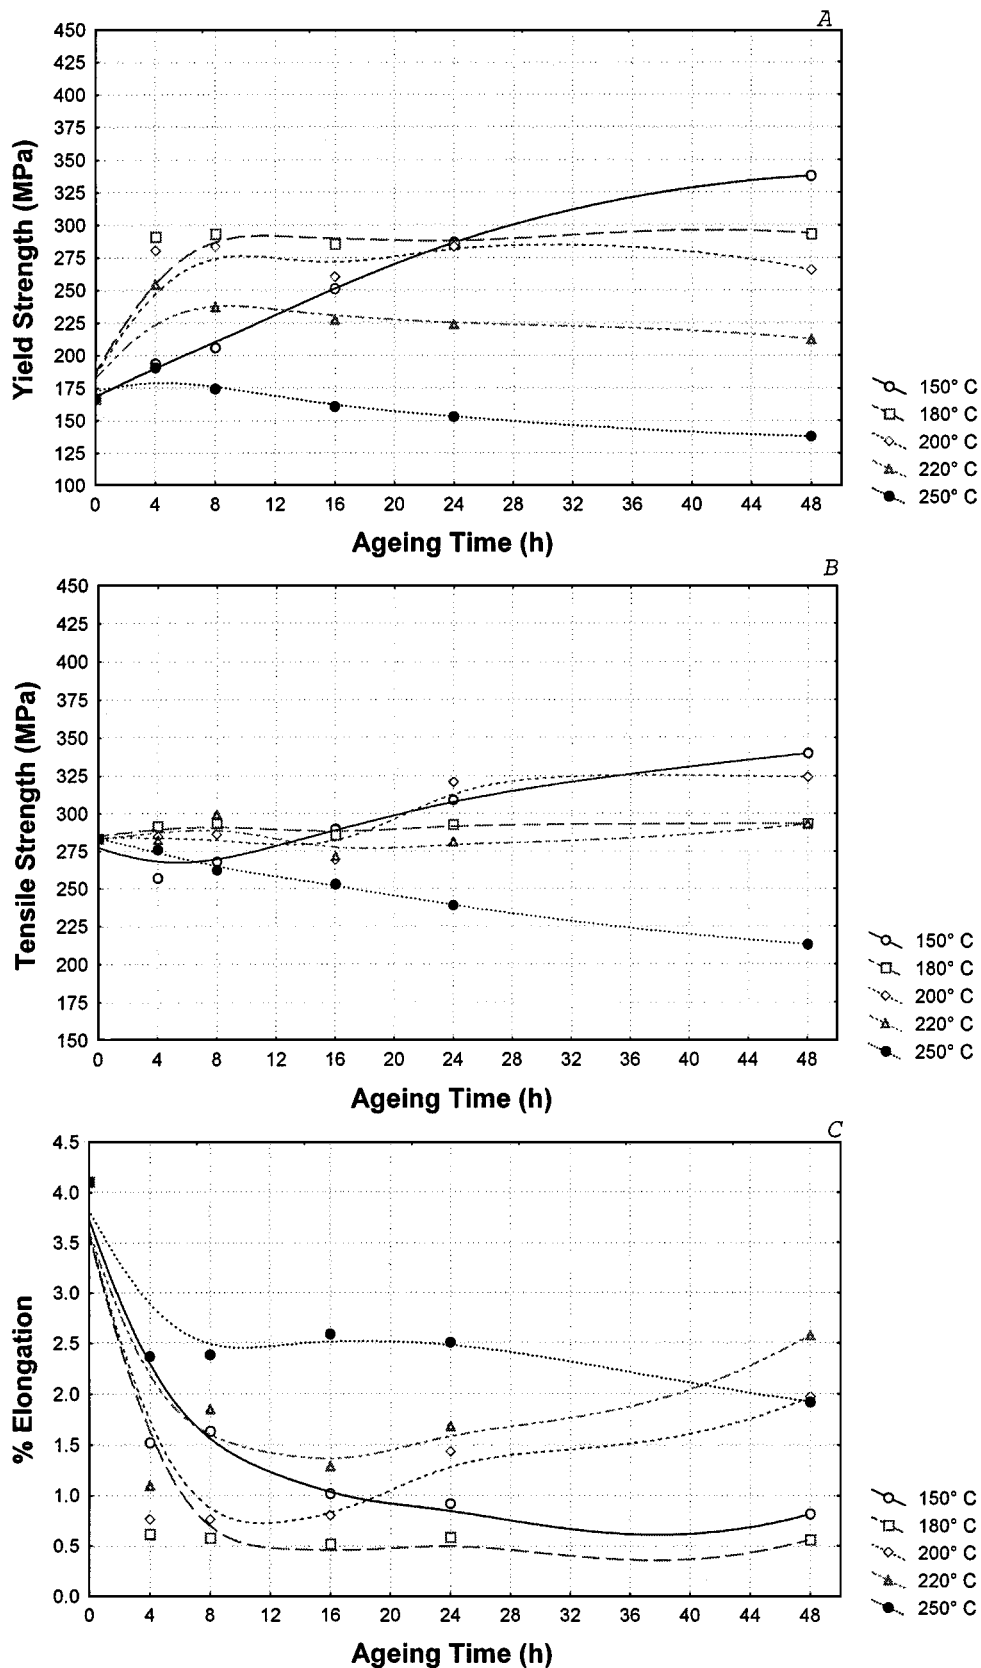 A
450
425
400
375
350
325
300
275
250
225
200
175
150
125
100
Yield Strength (MPa)
0 4 8 12 16 20 24 28 32 36 40 44 48
Ageing Time (h)
150° C
180° C
200° C
220° C
250° C
B
450
425
400
375
350
325
300
275
250
225
200
175
150
Tensile Strength (MPa)
0 4 8 12 16 20 24 28 32 36 40 44 48
Ageing Time (h)
150° C
180° C
200° C
220° C
250° C
C
4.5
4.0
3.5
3.0
2.5
2.0
1.5
1.0
0.5
0.0
% Elongation
0 4 8 12 16 20 24 28 32 36 40 44 48
Ageing Time (h)
150° C
180° C
200° C
220° C
250° C